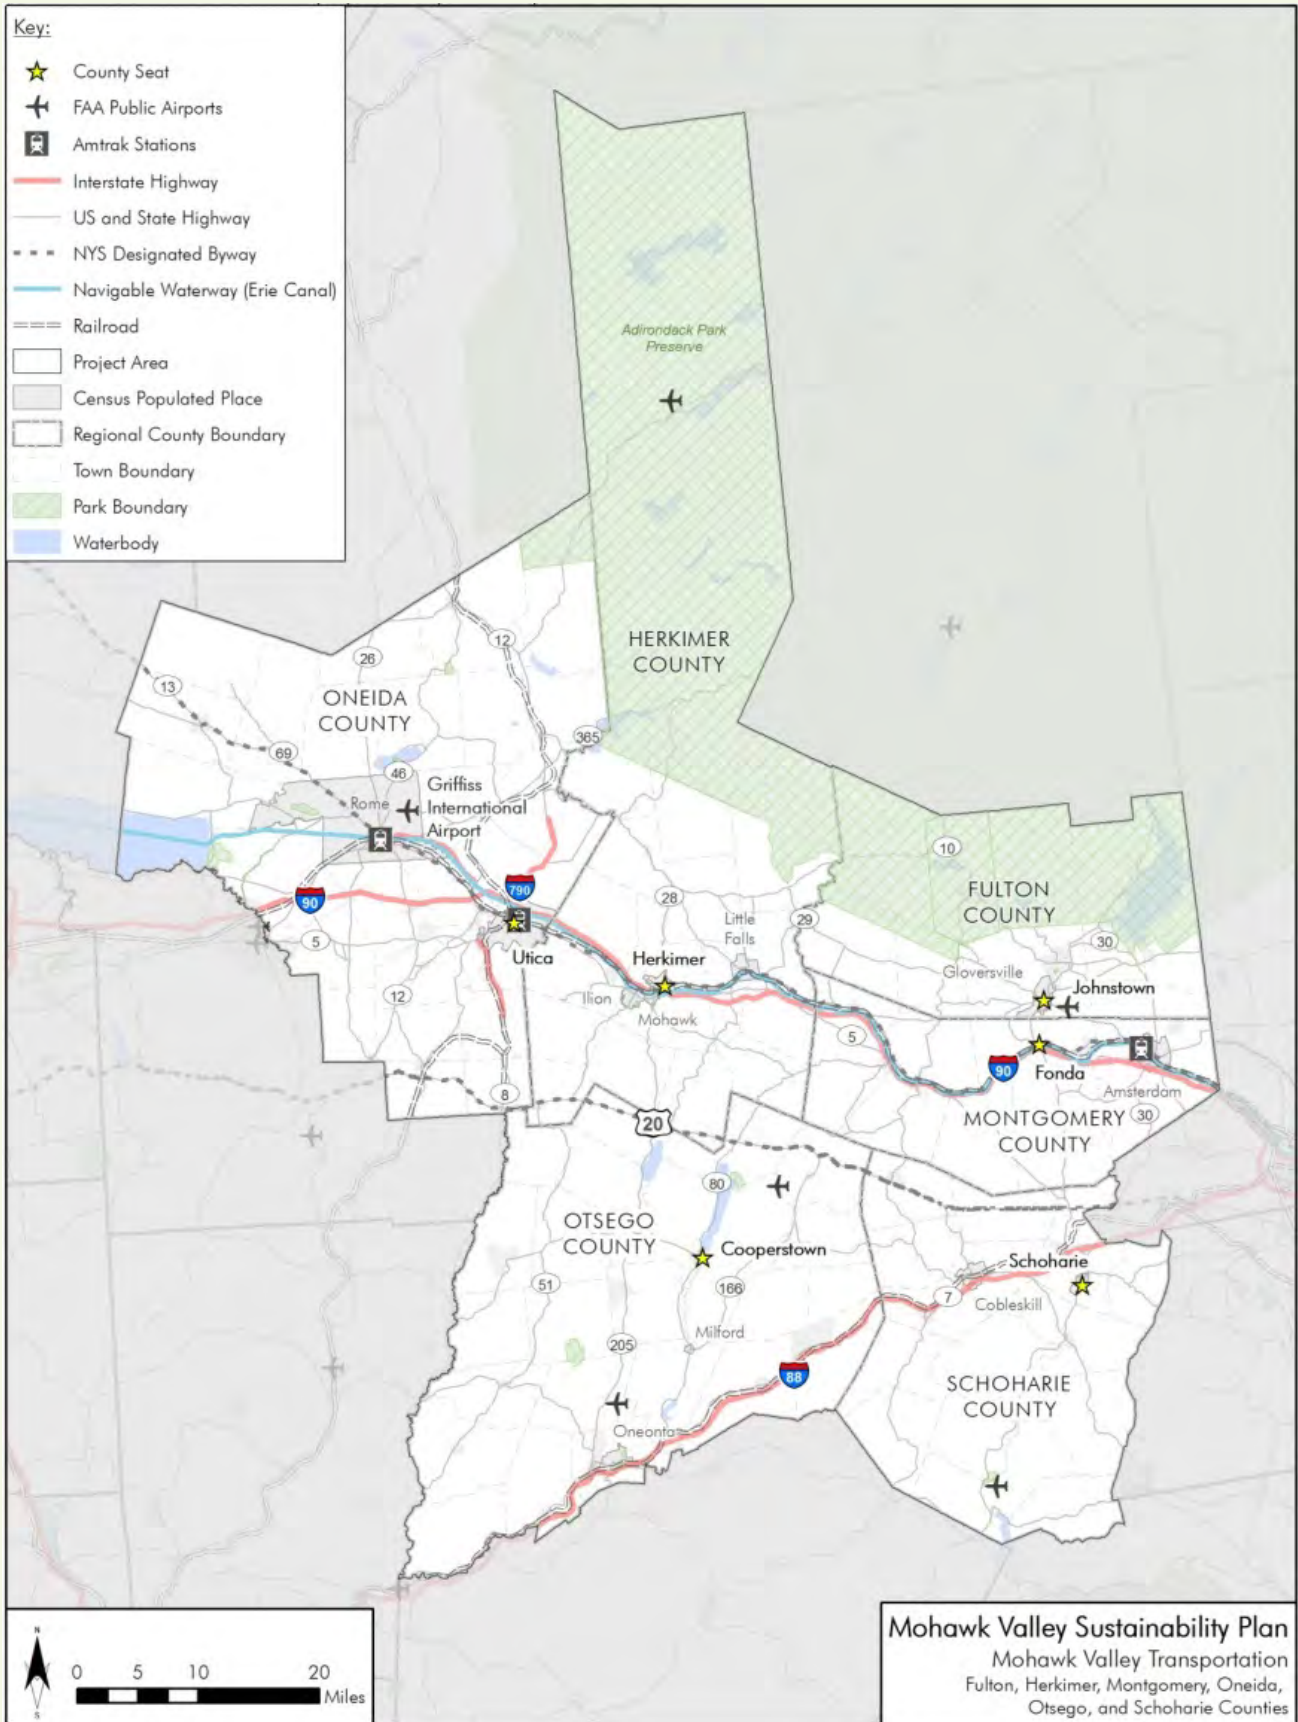 Key:
County Seat
FAA Public Airports
Amtrak Stations
Interstate Highway
US and State Highway
NYS Designated Byway
Navigable Waterway (Erie Canal)
Railroad
Project Area
Census Populated Place
Regional County Boundary
Town Boundary
Park Boundary
Waterbody
Adirondack Park
Preserve
HERKIMER
COUNTY
12
26
13
ONEIDA
COUNTY
365
69
46
Griffiss
International
Airport
Rome
10
790
90
28
FULTON
COUNTY
Little
Falls
29
30
5
Utica
Herkimer
Gloversville
Johnstown
12
Ilion
Mohawk
5
90
Fonda
8
Amsterdam
30
MONTGOMERY
COUNTY
20
80
OTSEGO
COUNTY
Cooperstown
Schoharie
51
166
7
Cobleskill
Milford
205
88
SCHOHARIE
COUNTY
Oneonta
N
S
0 5 10 20
Miles
Mohawk Valley Sustainability Plan
Mohawk Valley Transportation
Fulton, Herkimer, Montgomery, Oneida,
Otsego, and Schoharie Counties